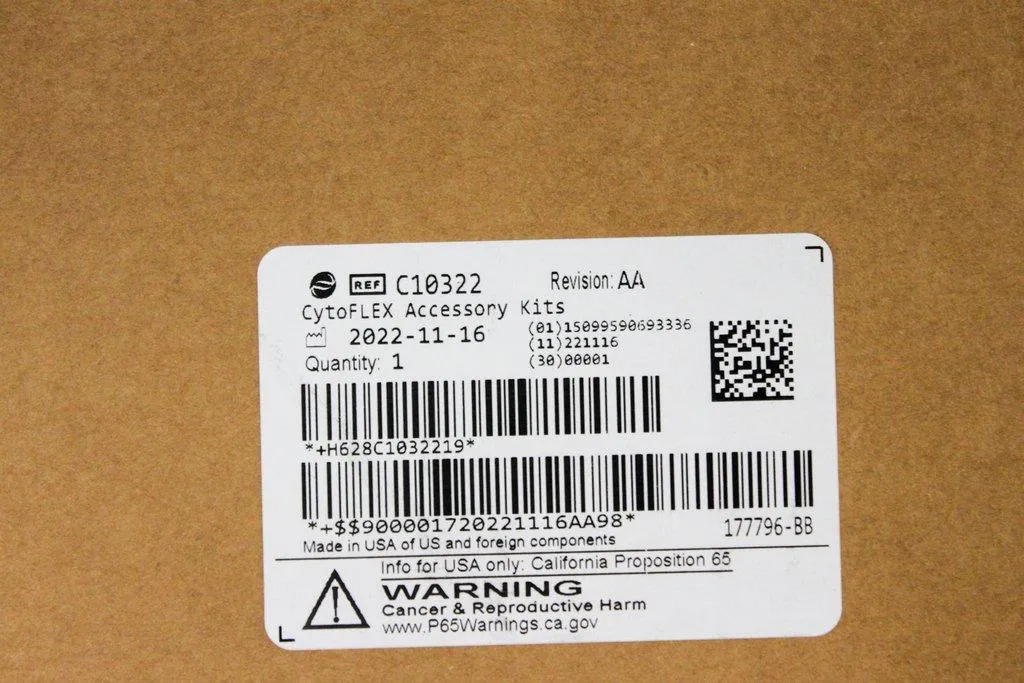 REF C10322 Revision: AA
CytoFLEX Accessory Kits
2022-11-16
(01)15099590693336
(11)221116
(30)00001
Quantity: 1
*+H628C1032219*
*+$$900001720221116AA98*
177796-BB
Made in USA of US and foreign components
Info for USA only: California Proposition 65
WARNING
Cancer & Reproductive Harm
www.P65Warnings.ca.gov